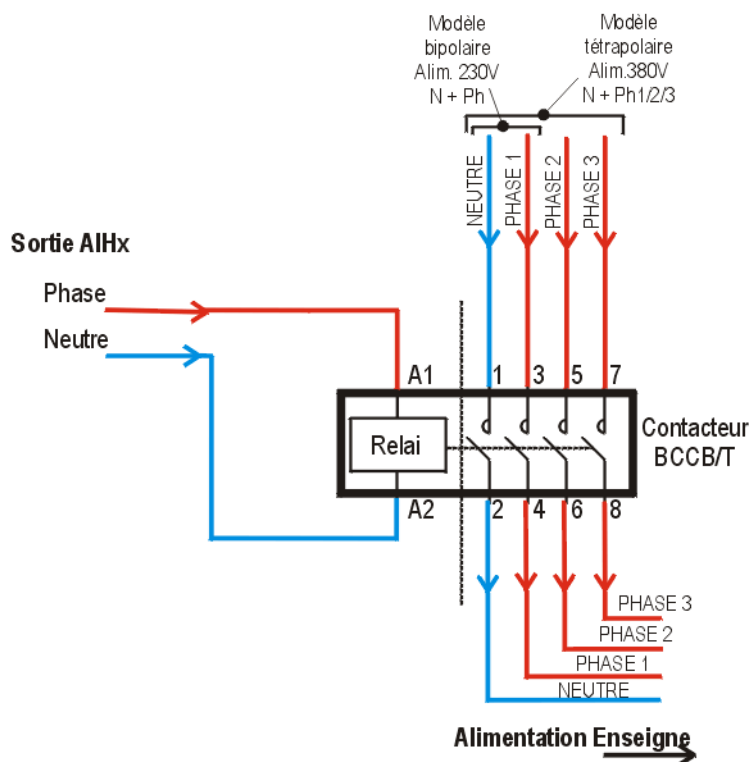 Modèle
bipolaire
Alim. 230V
N + Ph
Modèle
tétrapolaire
Alim.380V
N + Ph1/2/3
NEUTRE
PHASE 1
PHASE 2
PHASE 3
Sortie AIHx
Phase
Neutre
A1
1
3
5
7
Relai
Contacteur
BCCB/T
A2
2
4
6
8
PHASE 3
PHASE 2
PHASE 1
NEUTRE
Alimentation Enseigne